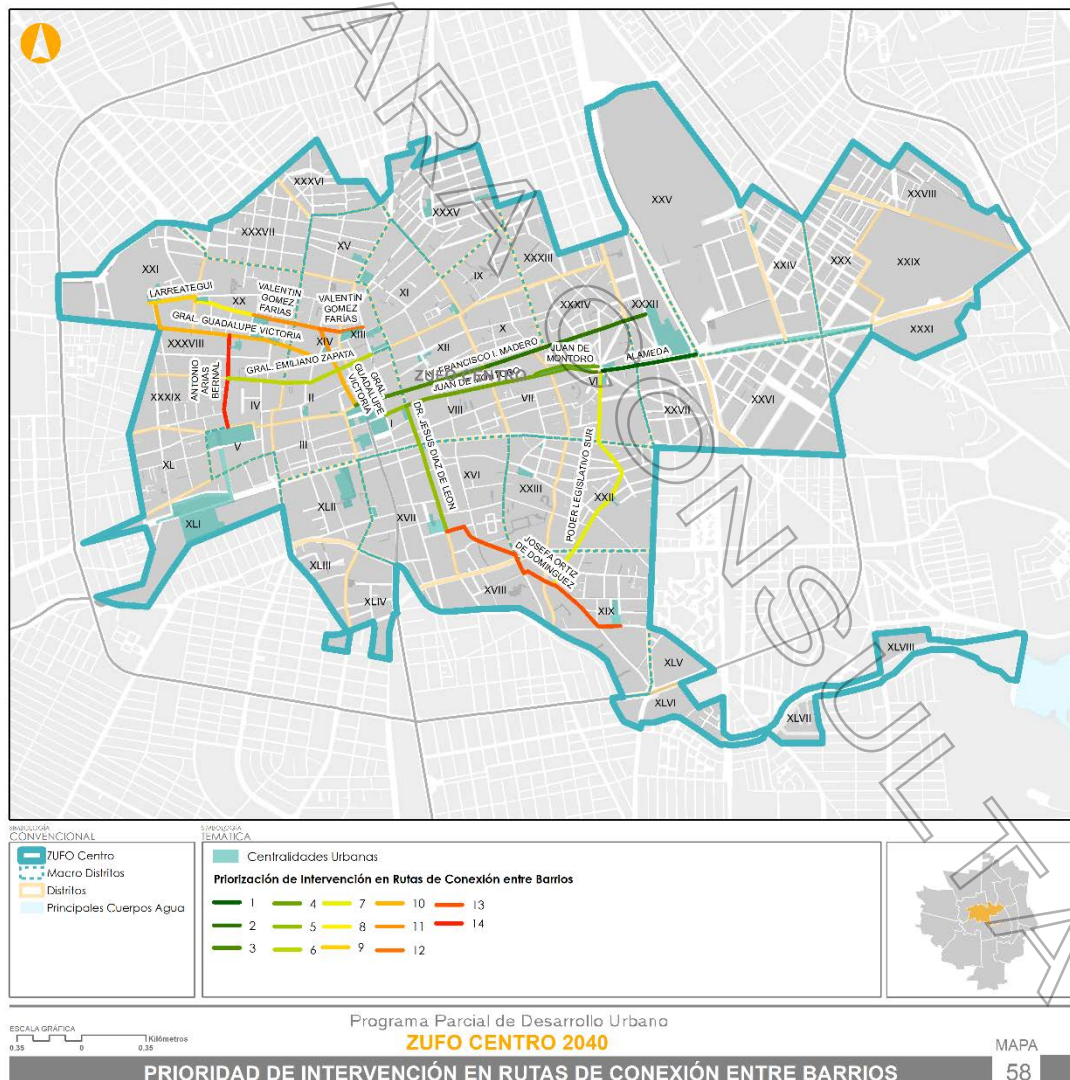 XXXVI
XXV
XXVIII
XXXV
XXXVII
XV
XXXIII
XXIV
XXX
XXIX
XXI
XI
IX
LARREATEGUI
XX
VALENTIN
GOMEZ
FARIAS
VALENTÍN
GOMEZ
FARÍAS
XXXIV
XXXII
GRAL. GUADALUPE VICTORIA
XIII
XIV
X
XXXI
XXXVIII
XII
FRANCISCO I. MADERO
JUAN DE
MONTORO
ALAMEDA
GRAL. EMILIANO ZAPATA
ZUFO CENTRO
JUAN DE MONTORO
VI
ANTONIO
ARIAS
BERNAL
GRAL.
GUADALUPE
VICTORIA
XXXIX
IV
II
I
VIII
VII
XXVII
XXVI
DR. JESUS DIAZ DE LEON
V
III
XL
XVI
XXIII
PODER LEGISLATIVO SUR
XXII
XLI
XLII
XVII
JOSEFA ORTIZ
DE DOMINGUEZ
XLIII
XVIII
XLIV
XIX
XLV
XLVIII
XLVI
XLVII
ARA CONSULTA
SIMBOLOGÍA
CONVENCIONAL
ZUFO Centro
Macro Distritos
Distritos
Principales Cuerpos Agua
SIMBOLOGÍA
TEMÁTICA
Centralidades Urbanas
Priorización de Intervención en Rutas de Conexión entre Barrios
1 4 7 10 13
2 5 8 11 14
3 6 9 12
ESCALA GRÁFICA
Kilómetros
0.35 0 0.35
Programa Parcial de Desarrollo Urbano
ZUFO CENTRO 2040
MAPA
PRIORIDAD DE INTERVENCIÓN EN RUTAS DE CONEXIÓN ENTRE BARRIOS
58